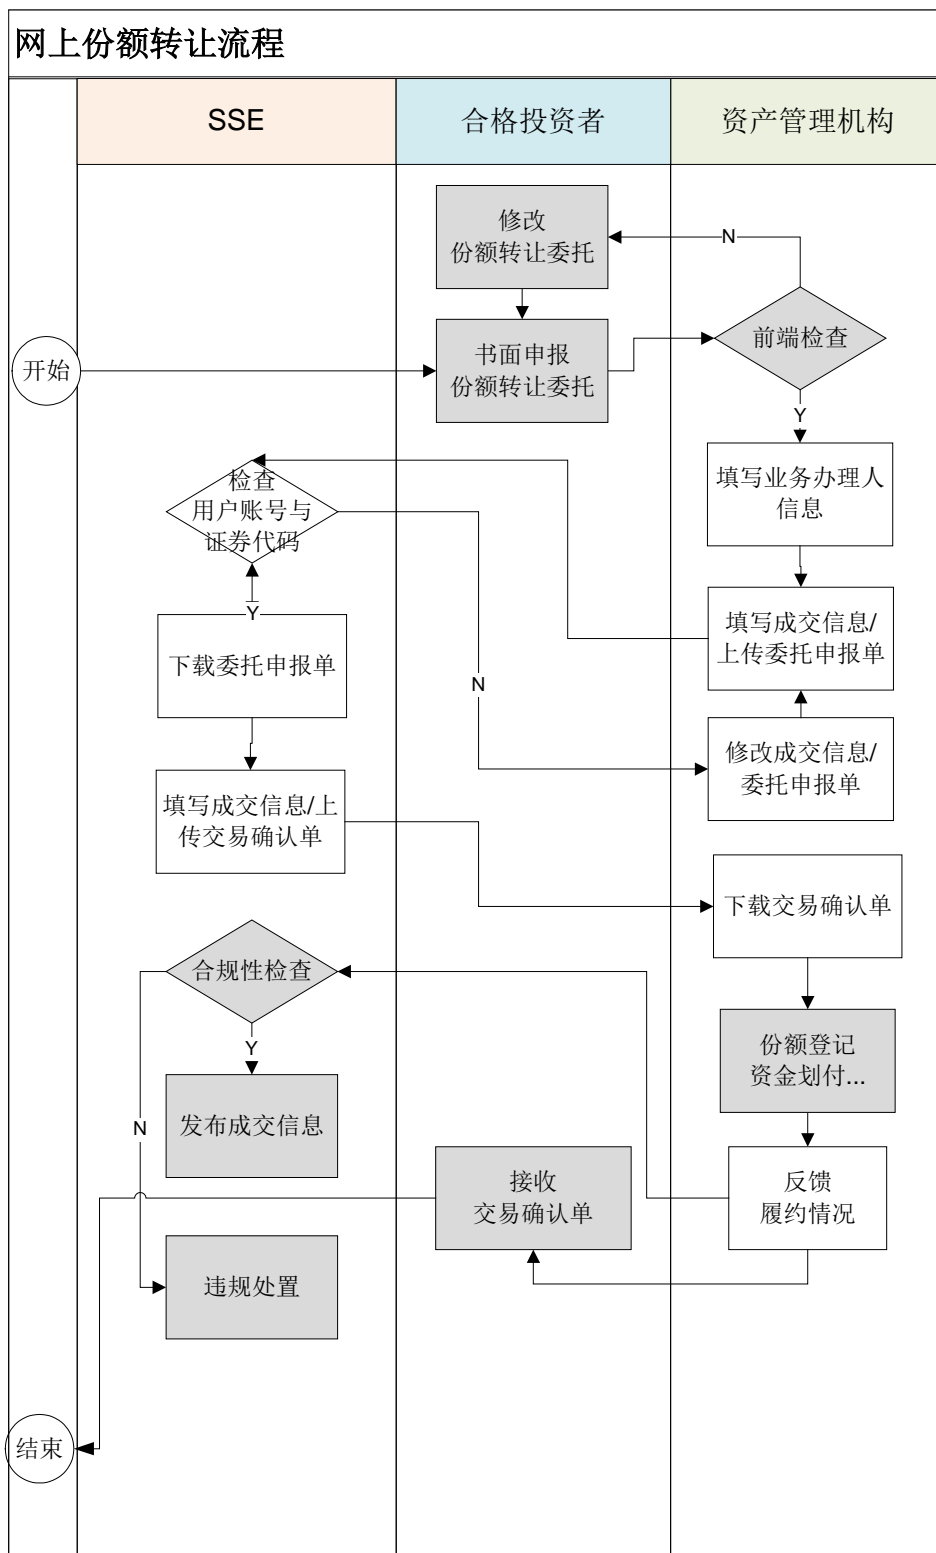 网上份额转让流程
SSE
合格投资者
资产管理机构
修改
份额转让委托
N
开始
书面申报
份额转让委托
前端检查
Y
检查
用户账号与
证券代码
填写业务办理人
信息
Y
下载委托申报单
填写成交信息/
上传委托申报单
N
填写成交信息/上
传交易确认单
修改成交信息/
委托申报单
下载交易确认单
合规性检查
Y
份额登记
资金划付...
N
发布成交信息
接收
交易确认单
反馈
履约情况
违规处置
结束